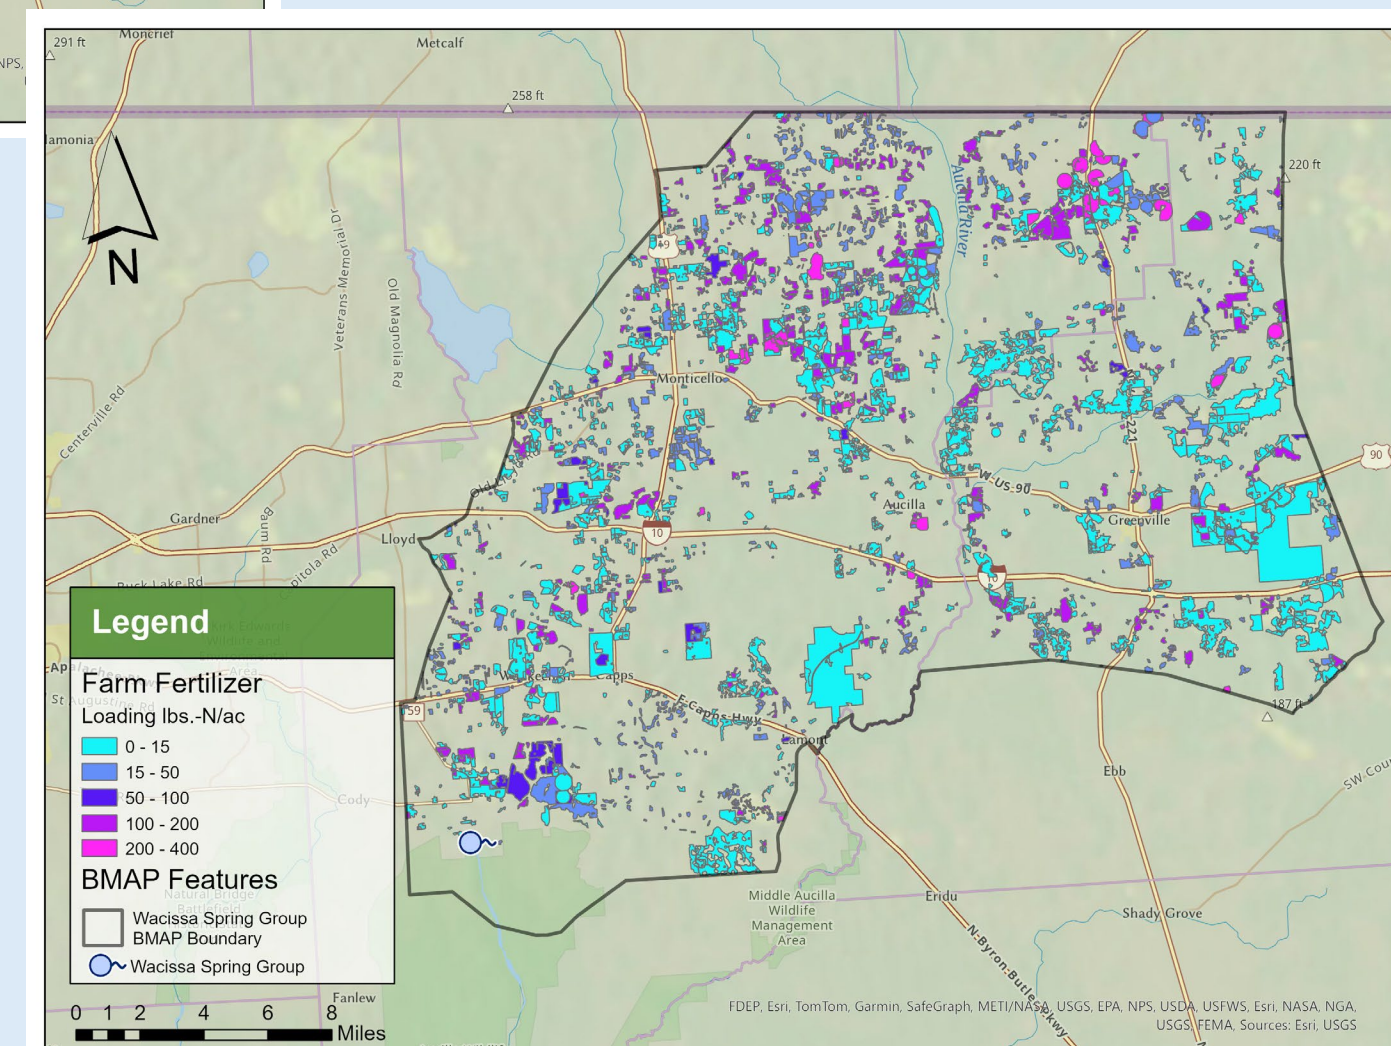 NPS,
291 ft
Moncrief
Metcalf
258 ft
220 ft
N
19
Aucilla River
Veterans Memorial Dr
Old Magnolia Rd
Centerville Rd
Monticello
221
90
W-US-90
Aucilla
Greenville
Gardner
Baum Rd
Lloyd
10
10
Buck Lake Rd
Legend
Farm Fertilizer
Loading lbs.-N/ac
0 - 15
15 - 50
50 - 100
100 - 200
200 - 400
BMAP Features
Wacissa Spring Group
BMAP Boundary
Wacissa Spring Group
St Augustine Rd
Cody
59
Capps
E-Capps-Hwy
Lamont
187 ft
Ebb
SW Cou
Natural Bridge
Battlefield
Middle Aucilla
Wildlife
Management
Area
Eridu
Shady Grove
N-Byron-Butler-Pkwy
Fanlew
0 1 2 4 6 8
Miles
FDEP, Esri, TomTom, Garmin, SafeGraph, METI/NASA, USGS, EPA, NPS, USDA, USFWS, Esri, NASA, NGA,
USGS, FEMA, Sources: Esri, USGS